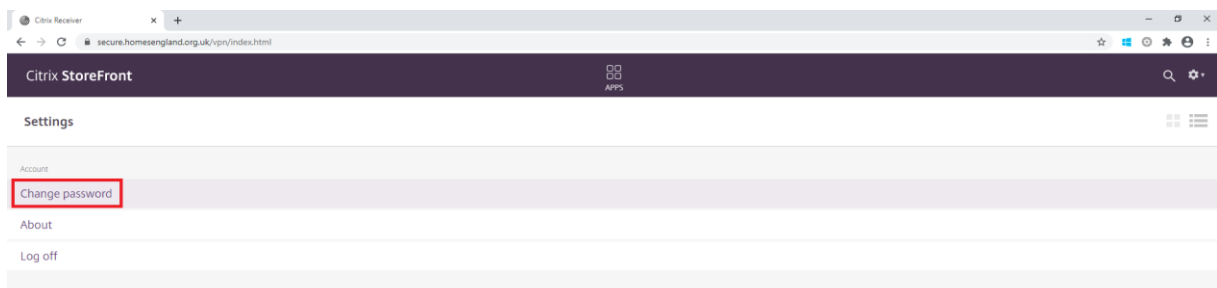 Citrix Receiver
secure.homesengland.org.uk/vpn/index.html
Citrix StoreFront
APPS
Settings
Account
Change password
About
Log off